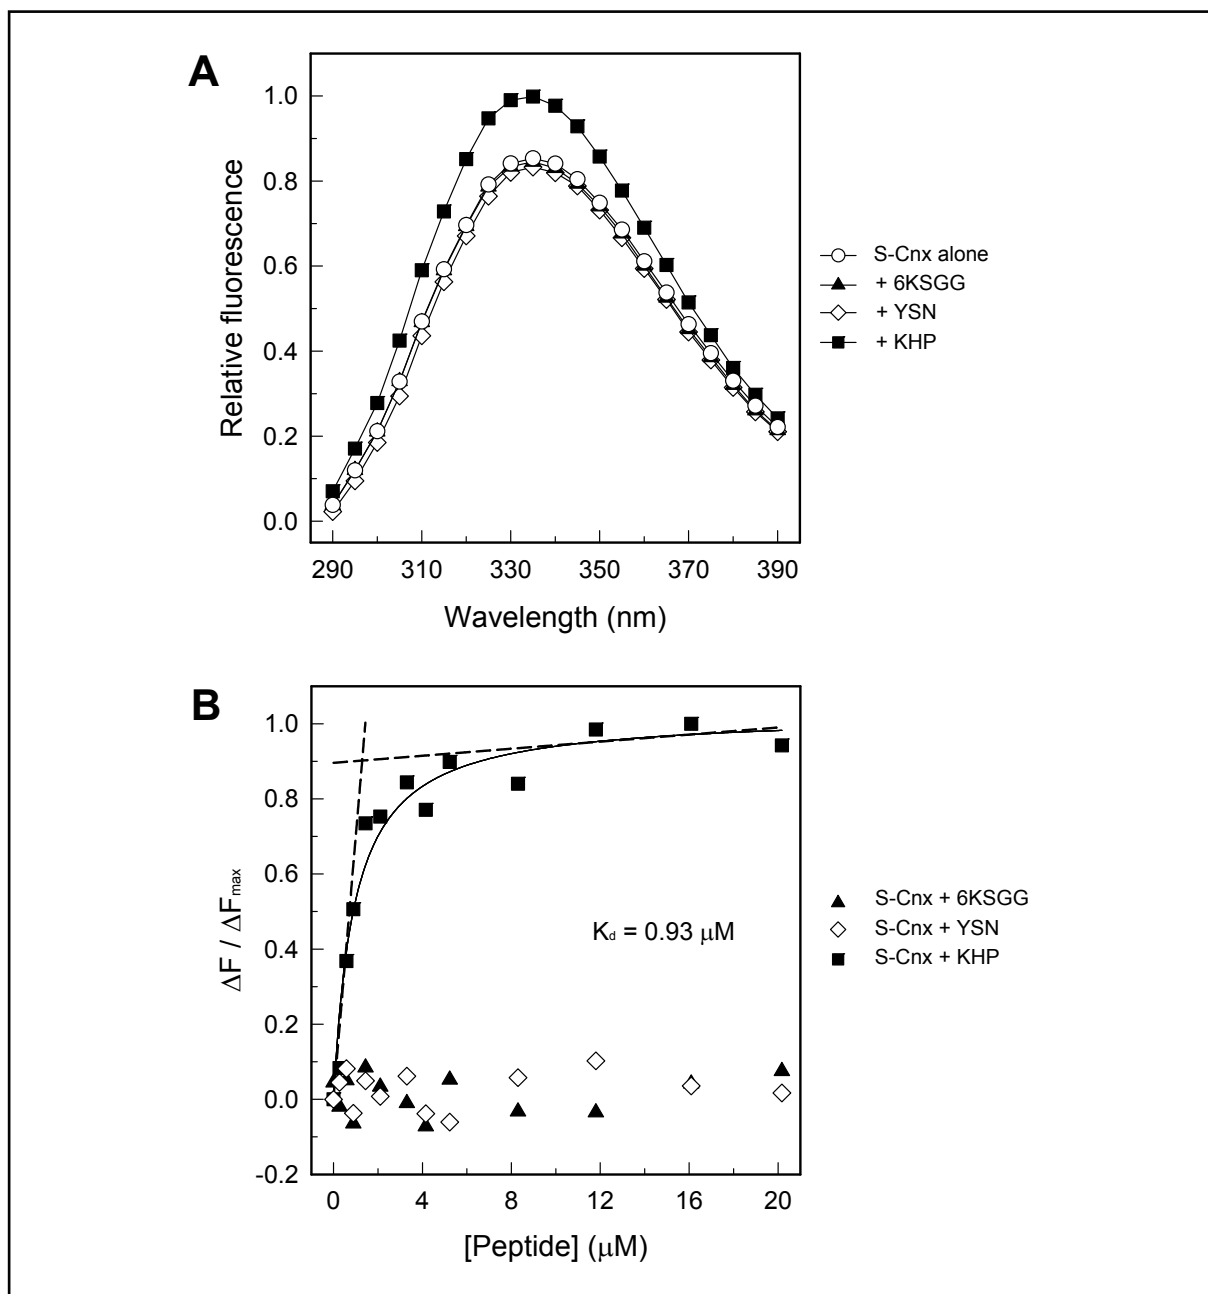 A
1.0
0.8
0.6
0.4
0.2
0.0
Relative fluorescence
290 310 330 350 370 390
Wavelength (nm)
S-Cnx alone
+ 6KSGG
+ YSN
+ KHP
B
1.0
0.8
0.6
0.4
0.2
0.0
-0.2
ΔF / ΔFmax
Kd = 0.93 μM
0 4 8 12 16 20
[Peptide] (μM)
S-Cnx + 6KSGG
S-Cnx + YSN
S-Cnx + KHP